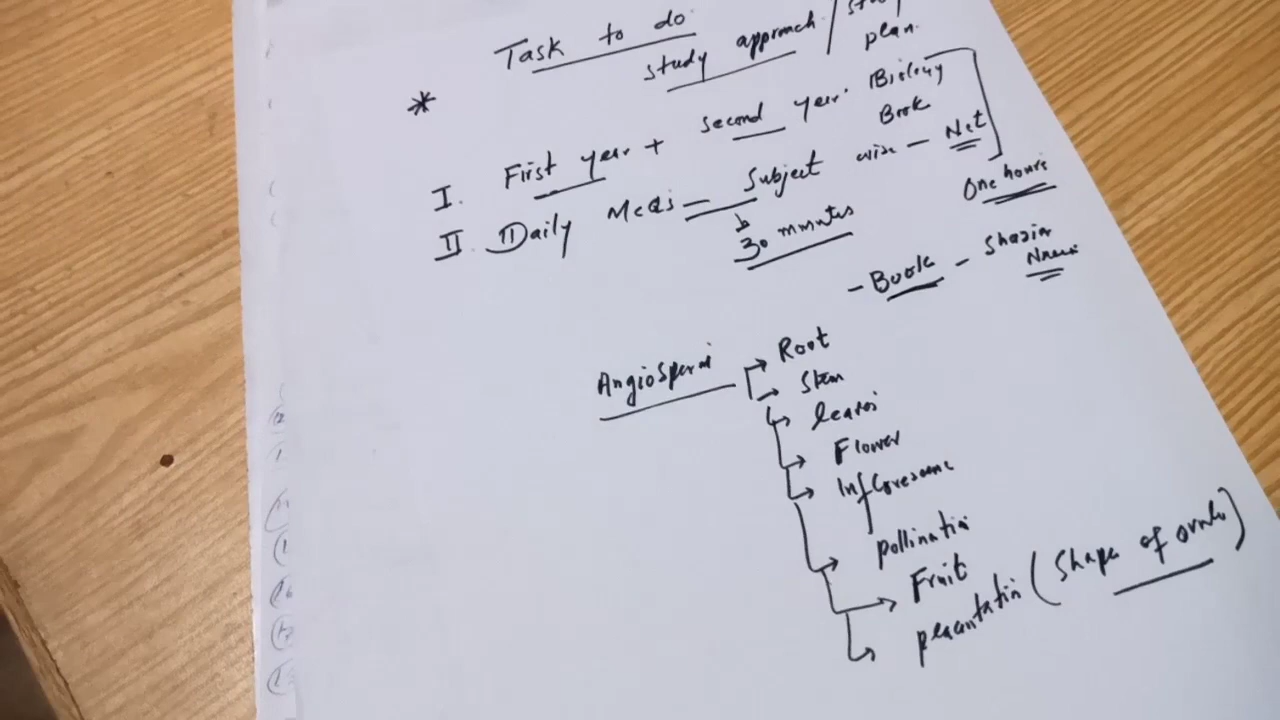 Task to do
study approach / study plan.
*
I. First year + second year. Biology Book
II. Daily McQs — Subject wise — Net
One hours
30 minutes
- Book - Shazia
Angiosperm
Root
Stem
leaves
Flower
Inflorescence
pollination
Fruit
placentation (Shape of ovules)